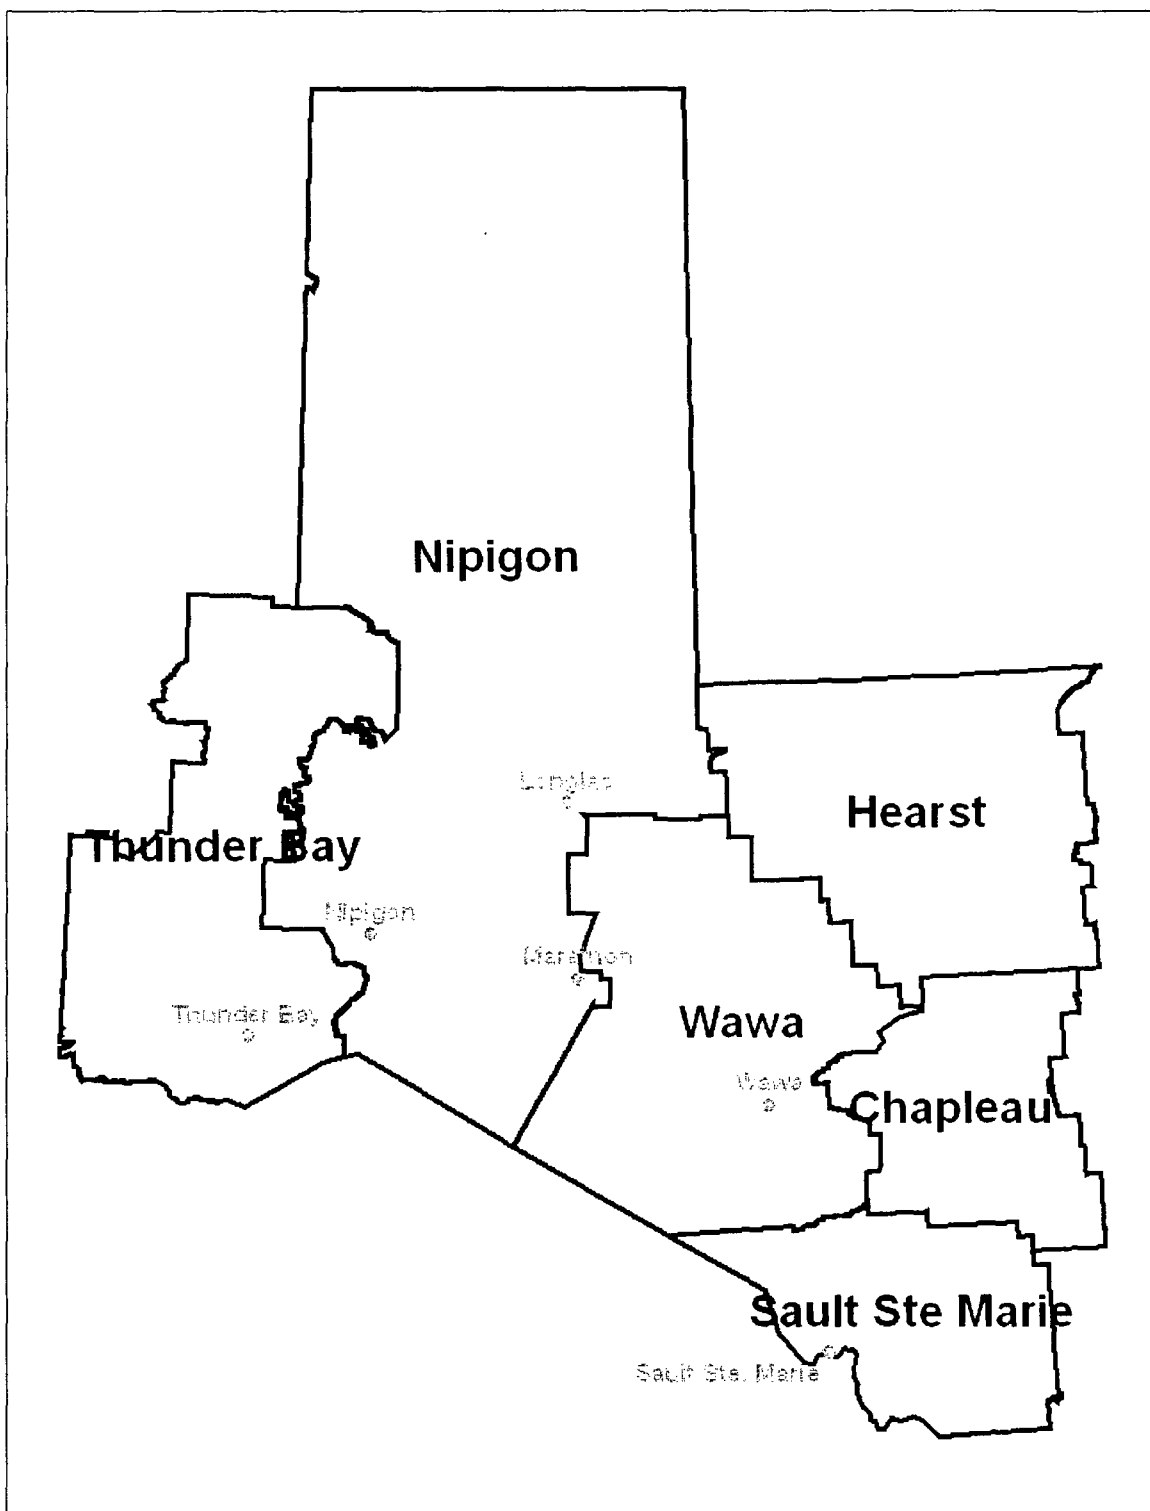 Nipigon
Longlac
Hearst
Thunder Bay
Nipigon
Marathon
Thunder Bay
Wawa
Wawa
Chapleau
Sault Ste Marie
Sault Ste. Marie